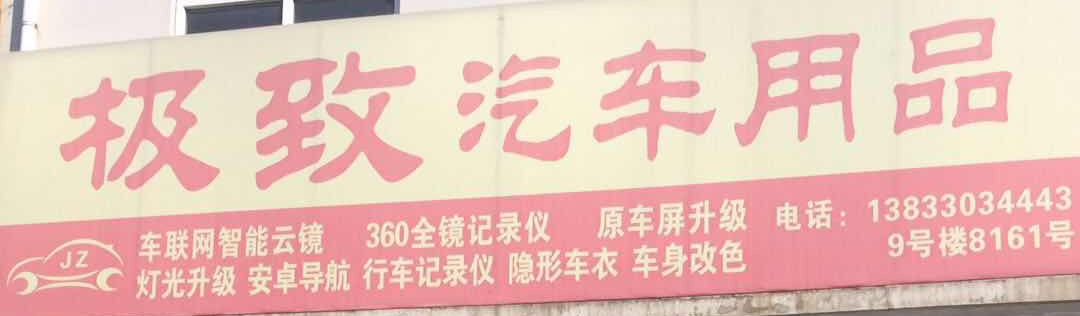 极致汽车用品
车联网智能云镜 360全镜记录仪 原车屏升级 电话：13833034443
JZ 灯光升级 安卓导航 行车记录仪 隐形车衣 车身改色 9号楼8161号